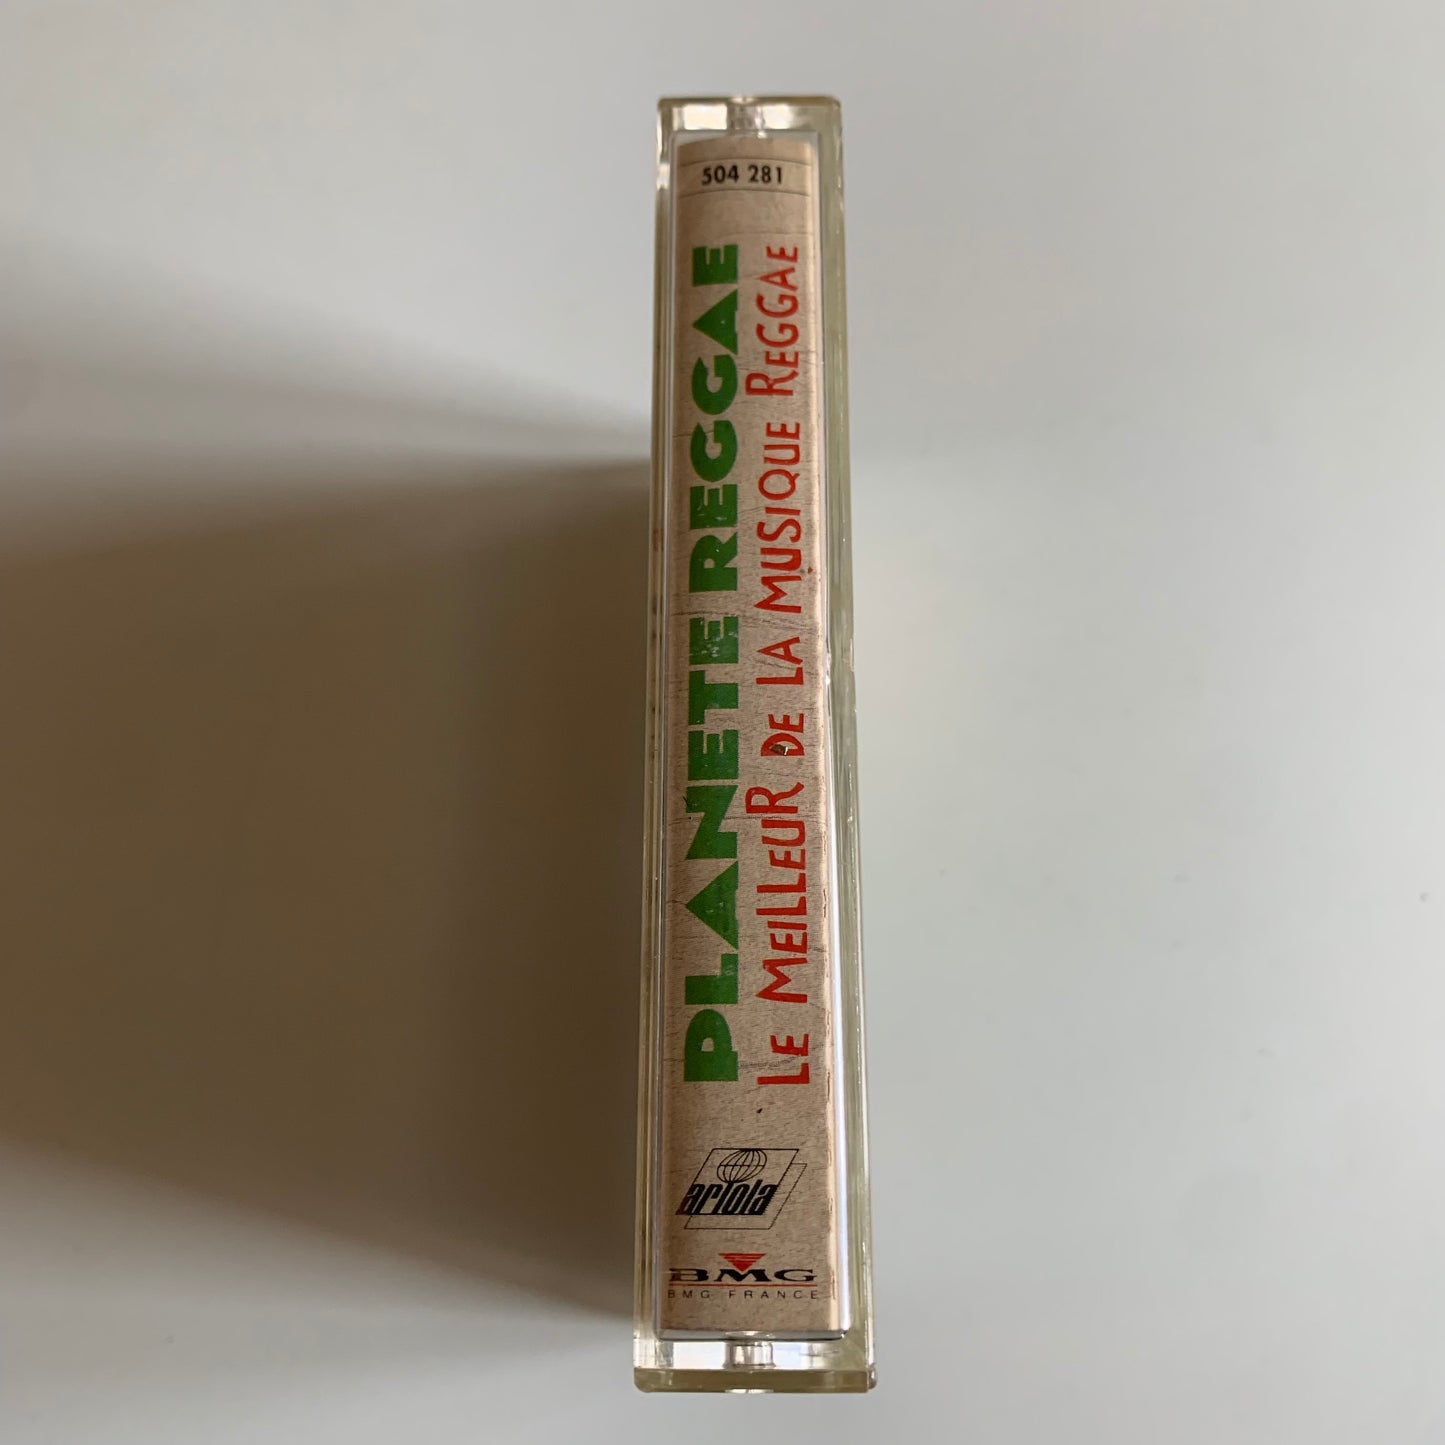 504 281
PLANETE REGGAE
LE MEILLEUR DE LA MUSIQUE REGGAE
ariola
BMG
BMG FRANCE